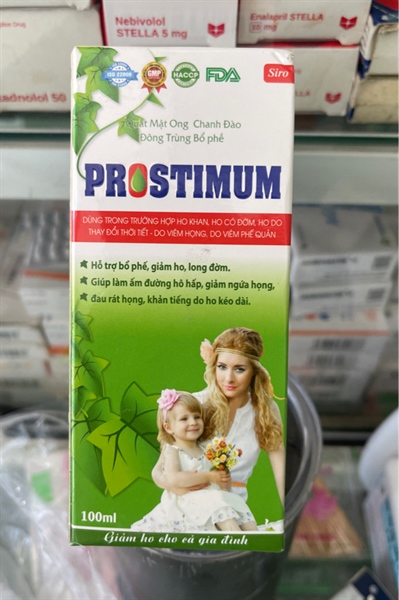 Nebivolol
STELLA 5 mg
Enalapril STELLA
10 mg
ISO 22000
GMP
HACCP
FDA
Siro
Quất Mật Ong Chanh Đào
Đông Trùng Bổ phế
PROSTIMUM
DÙNG TRONG TRƯỜNG HỢP HO KHAN, HO CÓ ĐỜM, HO DO
THAY ĐỔI THỜI TIẾT - DO VIÊM HỌNG, DO VIÊM PHẾ QUẢN
Hỗ trợ bổ phế, giảm ho, long đờm.
Giúp làm ấm đường hô hấp, giảm ngứa họng,
đau rát họng, khản tiếng do ho kéo dài.
100ml
Giảm ho cho cả gia đình